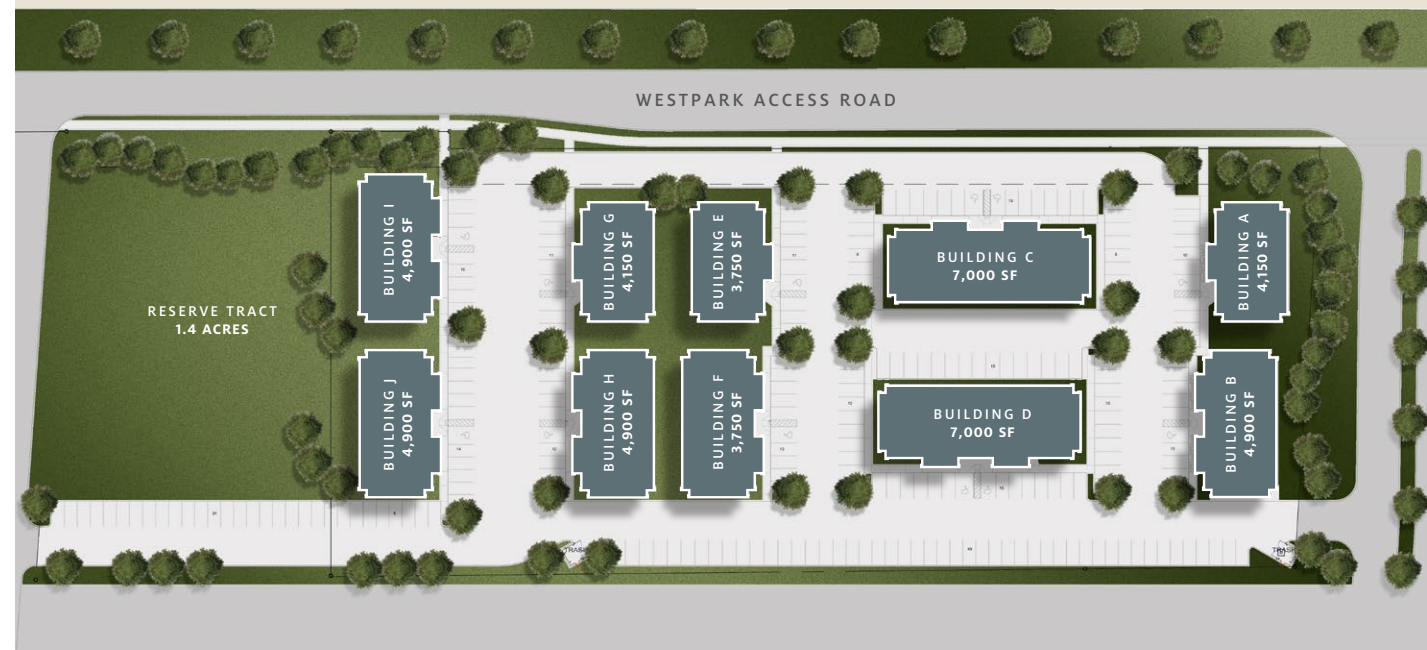 WESTPARK ACCESS ROAD
BUILDING I
4,900 SF
BUILDING G
4,150 SF
BUILDING E
3,750 SF
BUILDING C
7,000 SF
BUILDING A
4,150 SF
RESERVE TRACT
1.4 ACRES
BUILDING J
4,900 SF
BUILDING H
4,900 SF
BUILDING F
3,750 SF
BUILDING D
7,000 SF
BUILDING B
4,900 SF
TRASH
TRASH